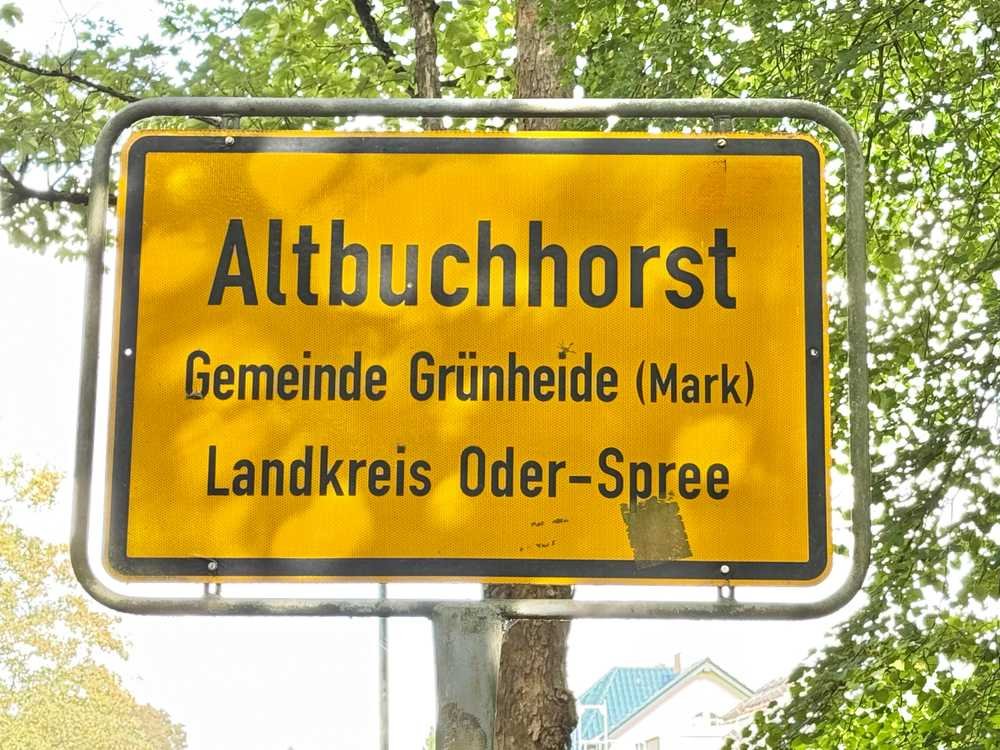 Altbuchhorst
Gemeinde Grünheide (Mark)
Landkreis Oder-Spree